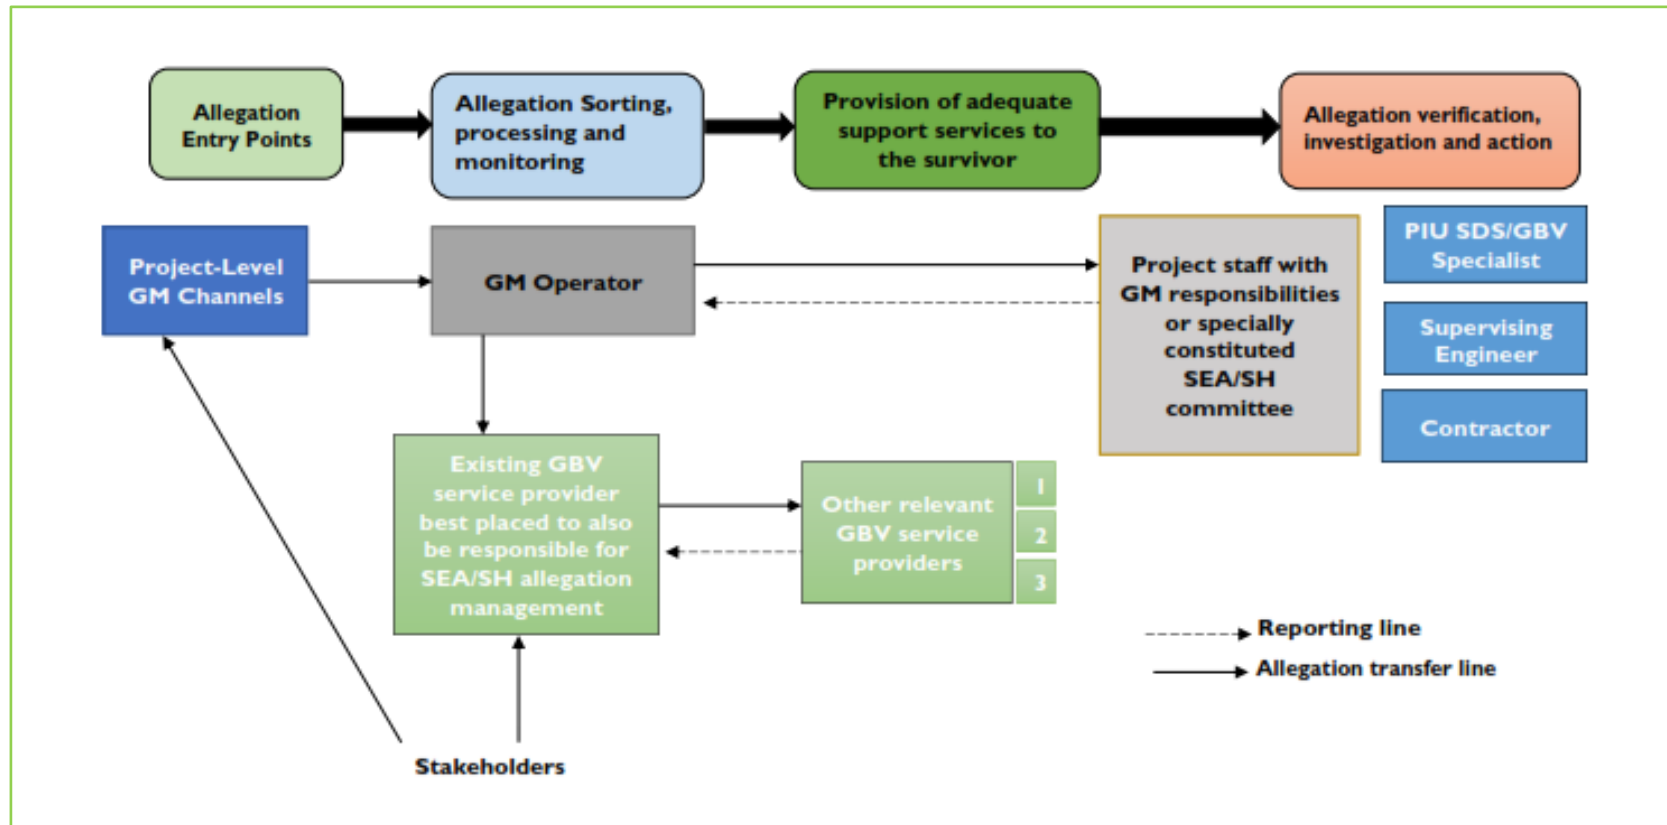 Allegation
Entry Points
Allegation Sorting,
processing and
monitoring
Provision of adequate
support services to
the survivor
Allegation verification,
investigation and action
Project-Level
GM Channels
GM Operator
Project staff with
GM responsibilities
or specially
constituted
SEA/SH
committee
PIU SDS/GBV
Specialist
Supervising
Engineer
Contractor
Existing GBV
service provider
best placed to also
be responsible for
SEA/SH allegation
management
Other relevant
GBV service
providers
1
2
3
Reporting line
Allegation transfer line
Stakeholders